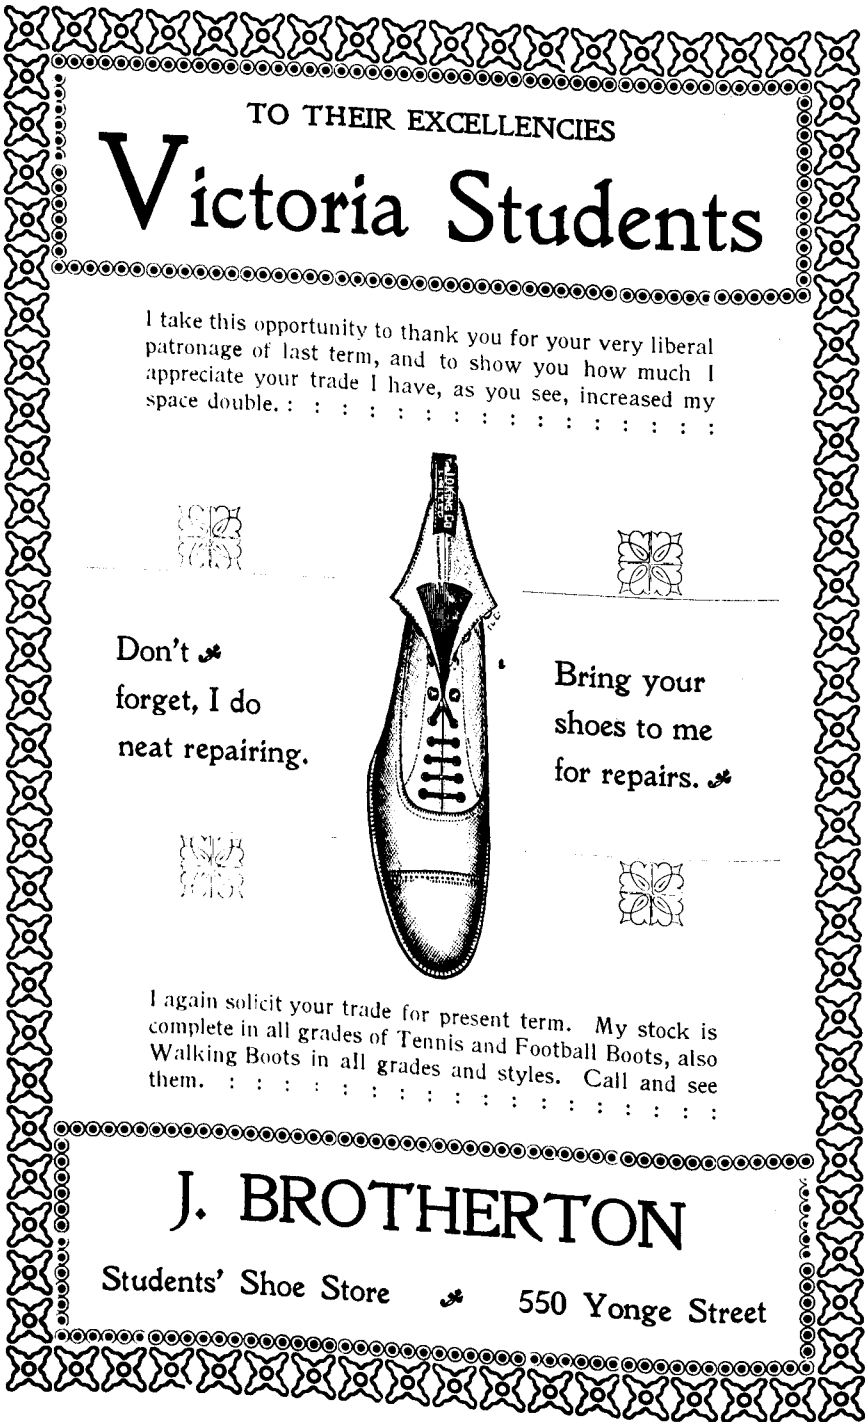 TO THEIR EXCELLENCIES
Victoria Students
I take this opportunity to thank you for your very liberal
patronage of last term, and to show you how much I
appreciate your trade I have, as you see, increased my
space double. : : : : : : : : : : : : : : : :
Don't
forget, I do
neat repairing.
Bring your
shoes to me
for repairs.
I again solicit your trade for present term. My stock is
complete in all grades of Tennis and Football Boots, also
Walking Boots in all grades and styles. Call and see
them. : : : : : : : : : : : : : : : : : :
J. BROTHERTON
Students' Shoe Store 550 Yonge Street